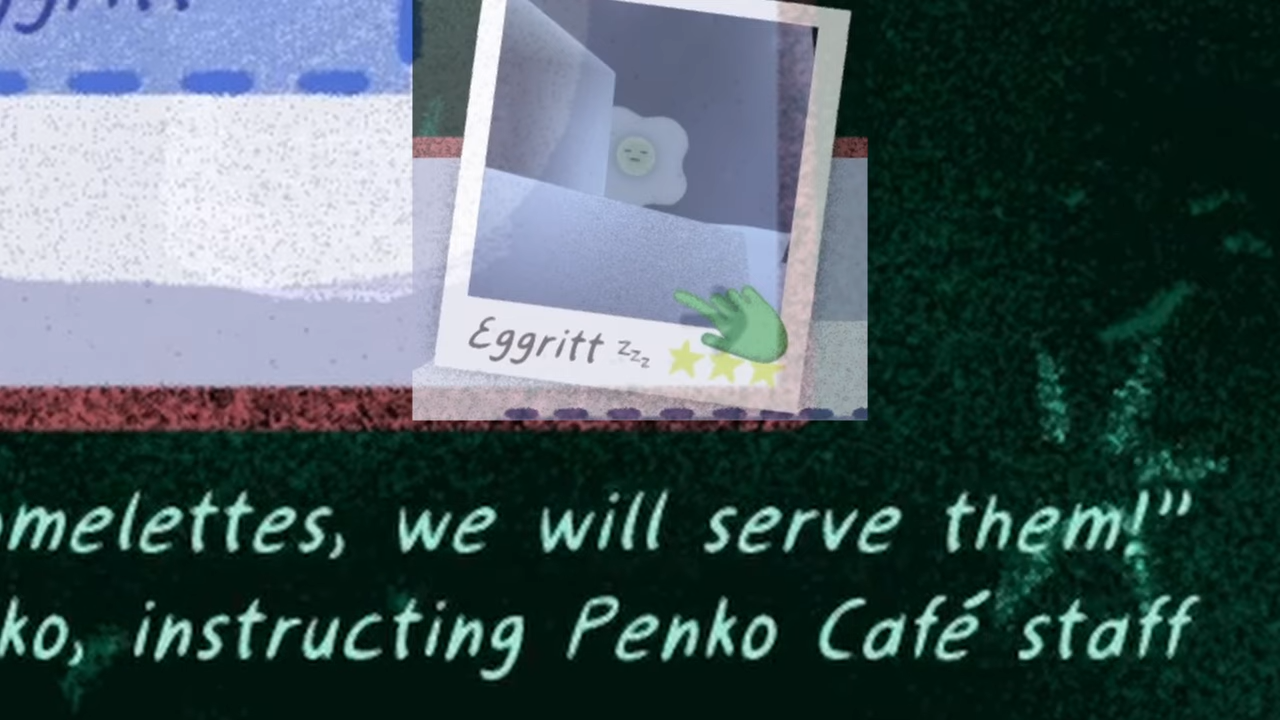 Eggritt zzz
omelettes, we will serve them!”
ko, instructing Penko Café staff